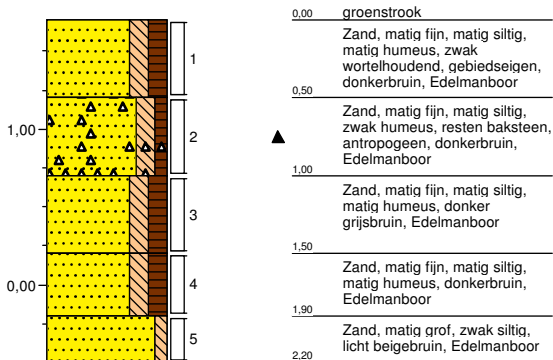 0,00 groenstrook
Zand, matig fijn, matig siltig,
matig humeus, zwak
wortelhoudend, gebiedseigen,
donkerbruin, Edelmanboor
1
0,50
Zand, matig fijn, matig siltig,
zwak humeus, resten baksteen,
antropogeen, donkerbruin,
Edelmanboor
1,00
2
1,00
Zand, matig fijn, matig siltig,
matig humeus, donker
grijsbruin, Edelmanboor
3
1,50
Zand, matig fijn, matig siltig,
matig humeus, donkerbruin,
Edelmanboor
0,00
4
1,90
Zand, matig grof, zwak siltig,
licht beigebruin, Edelmanboor
5
2,20